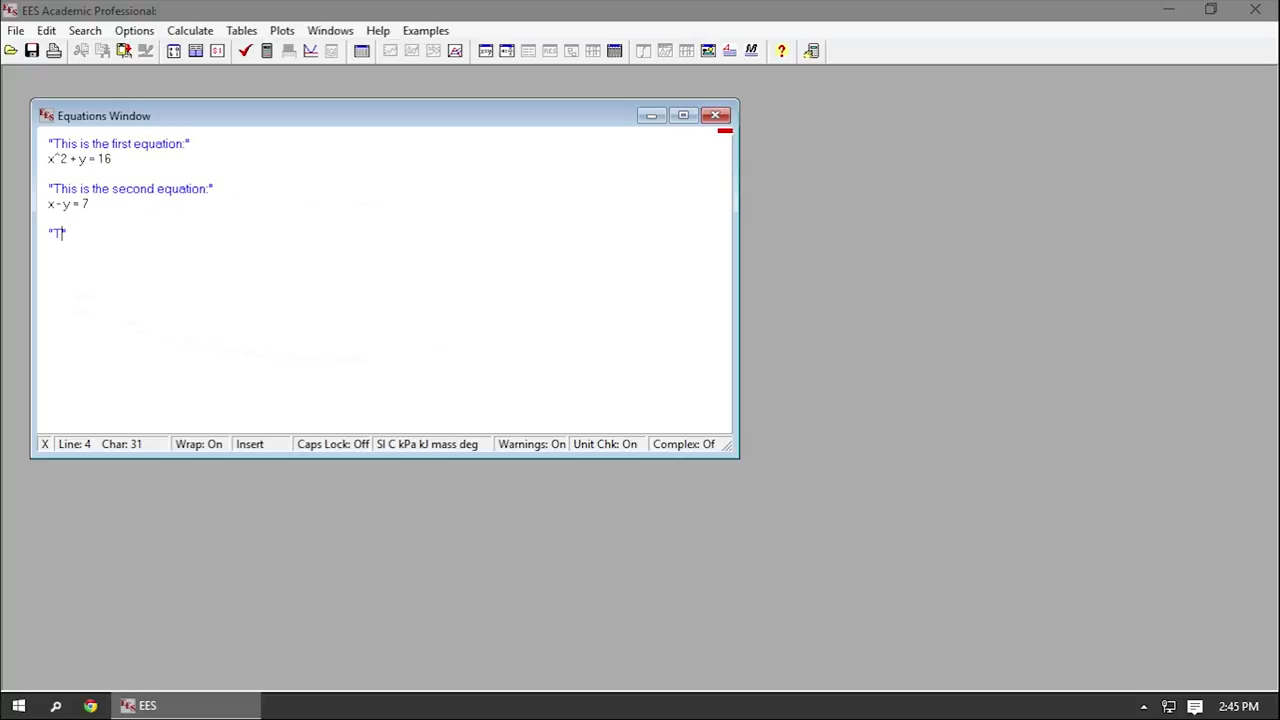 EES Academic Professional:
File Edit Search Options Calculate Tables Plots Windows Help Examples
EES Equations Window
"This is the first equation:"
x^2 + y = 16
"This is the second equation:"
x - y = 7
"T"
X Line: 4 Char: 31 Wrap: On Insert Caps Lock: Off SI C kPa kJ mass deg Warnings: On Unit Chk: On Complex: Of
EES EES 2:45 PM